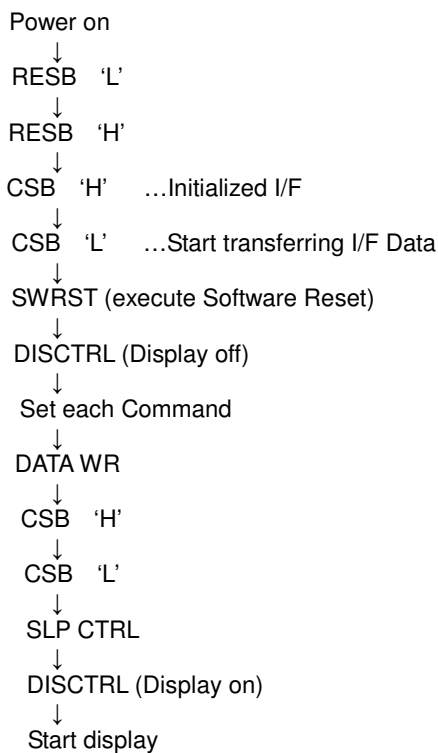 Power on
↓
RESB ‘L’
↓
RESB ‘H’
↓
CSB ‘H’ …Initialized I/F
↓
CSB ‘L’ …Start transferring I/F Data
↓
SWRST (execute Software Reset)
↓
DISCTRL (Display off)
↓
Set each Command
↓
DATA WR
↓
CSB ‘H’
↓
CSB ‘L’
↓
SLP CTRL
↓
DISCTRL (Display on)
↓
Start display